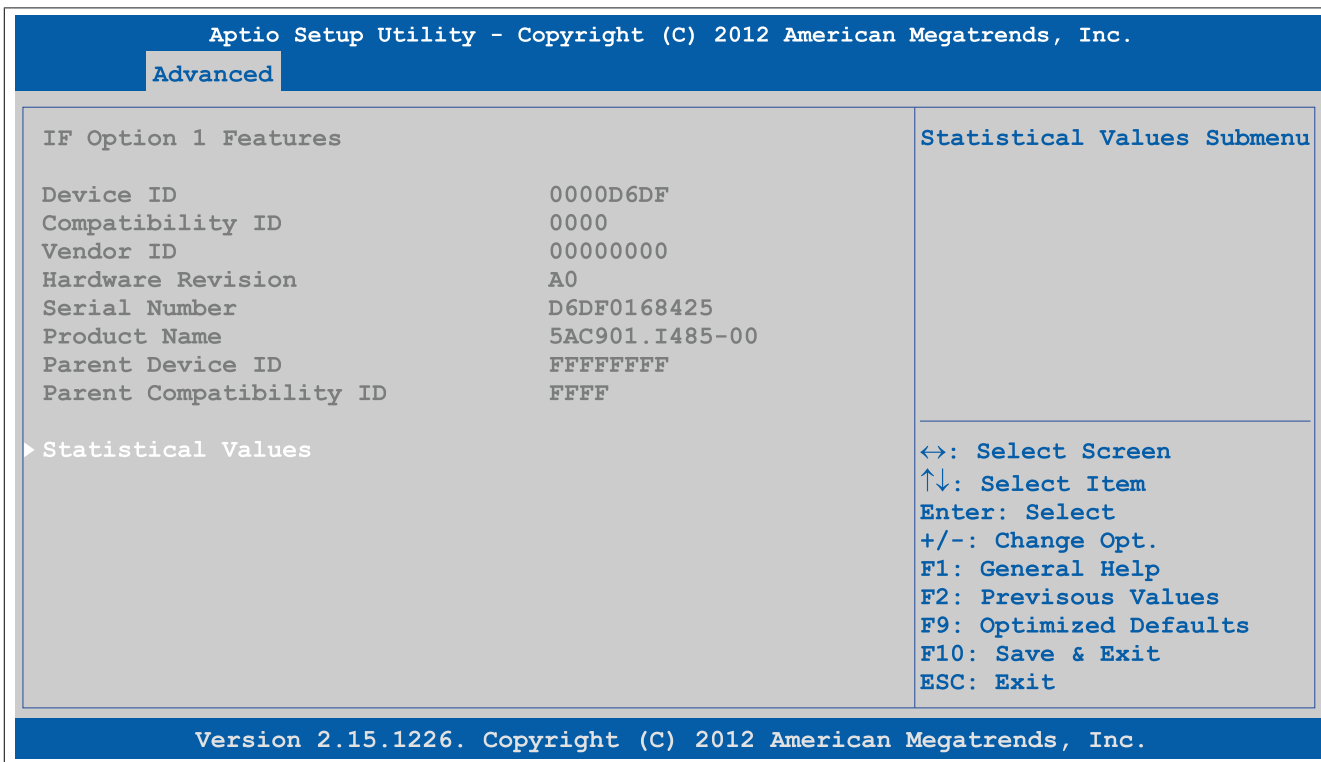 Aptio Setup Utility - Copyright (C) 2012 American Megatrends, Inc.
Advanced
IF Option 1 Features
Device ID 0000D6DF
Compatibility ID 0000
Vendor ID 00000000
Hardware Revision A0
Serial Number D6DF0168425
Product Name 5AC901.I485-00
Parent Device ID FFFFFFFF
Parent Compatibility ID FFFF
Statistical Values
Statistical Values Submenu
↔: Select Screen
↑↓: Select Item
Enter: Select
+/-: Change Opt.
F1: General Help
F2: Previsous Values
F9: Optimized Defaults
F10: Save & Exit
ESC: Exit
Version 2.15.1226. Copyright (C) 2012 American Megatrends, Inc.